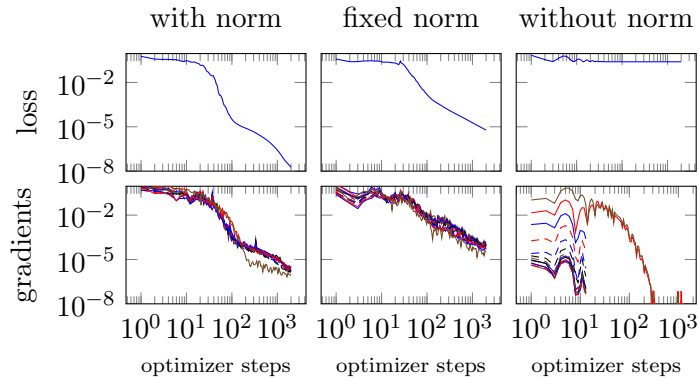 with norm fixed norm without norm
loss
10^-2
10^-5
10^-8
gradients
10^-2
10^-5
10^-8
10^0 10^1 10^2 10^3 10^0 10^1 10^2 10^3 10^0 10^1 10^2 10^3
optimizer steps optimizer steps optimizer steps